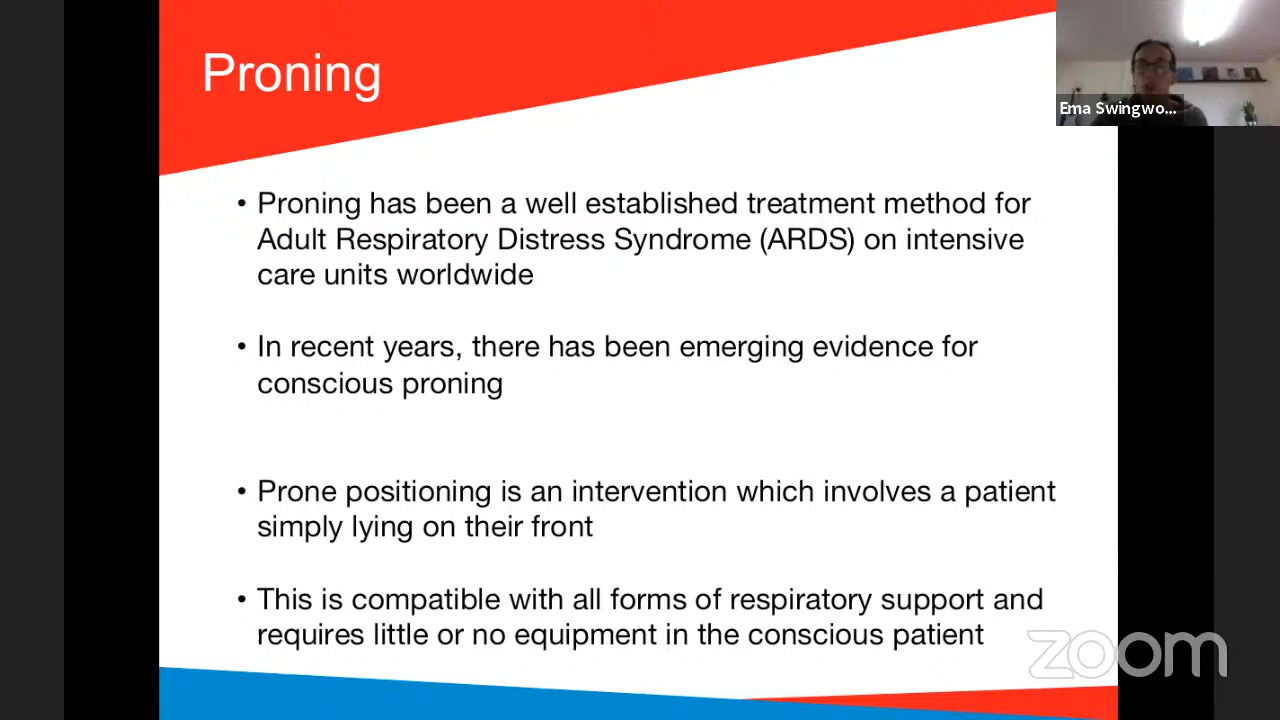 Proning
Ema Swingwo...
• Proning has been a well established treatment method for
Adult Respiratory Distress Syndrome (ARDS) on intensive
care units worldwide
• In recent years, there has been emerging evidence for
conscious proning
• Prone positioning is an intervention which involves a patient
simply lying on their front
• This is compatible with all forms of respiratory support and
requires little or no equipment in the conscious patient
zoom